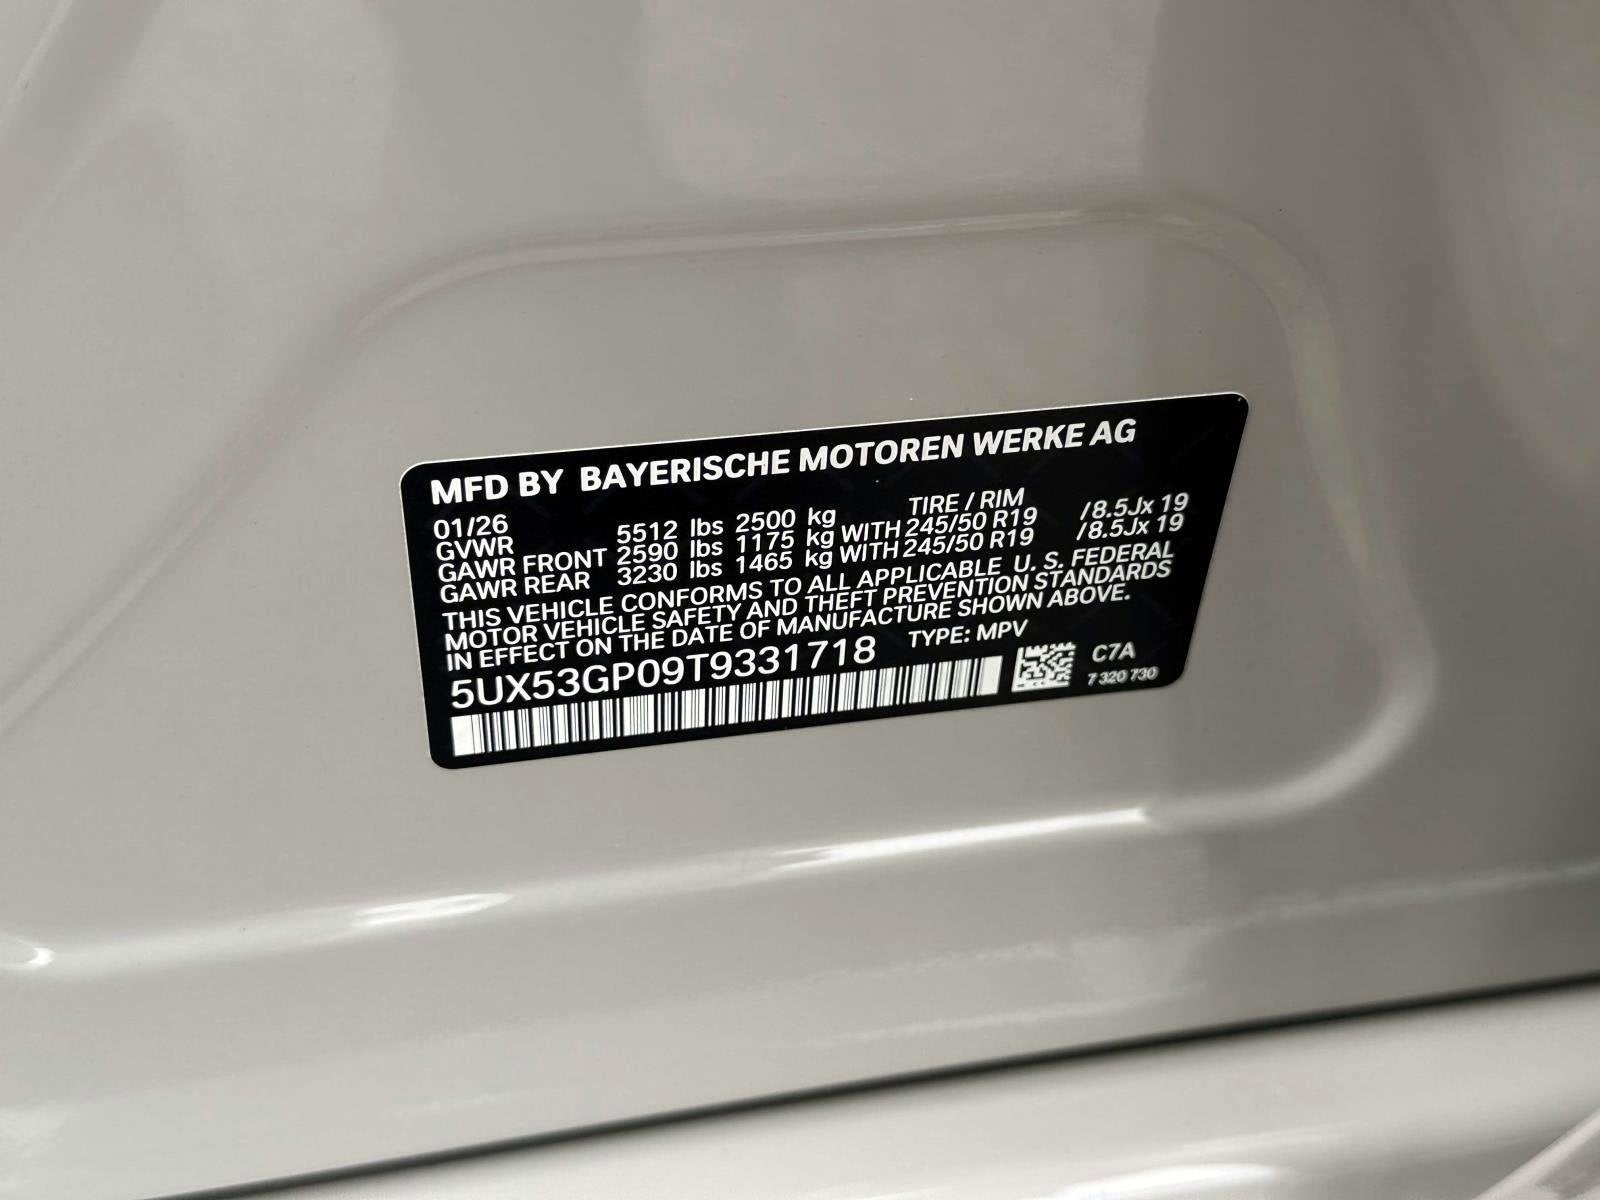 MFD BY BAYERISCHE MOTOREN WERKE AG
01/26 TIRE / RIM
GVWR 5512 lbs 2500 kg
GAWR FRONT 2590 lbs 1175 kg WITH 245/50 R19 /8.5Jx 19
GAWR REAR 3230 lbs 1465 kg WITH 245/50 R19 /8.5Jx 19
THIS VEHICLE CONFORMS TO ALL APPLICABLE U. S. FEDERAL
MOTOR VEHICLE SAFETY AND THEFT PREVENTION STANDARDS
IN EFFECT ON THE DATE OF MANUFACTURE SHOWN ABOVE.
5UX53GP09T9331718 TYPE: MPV
C7A
7 320 730